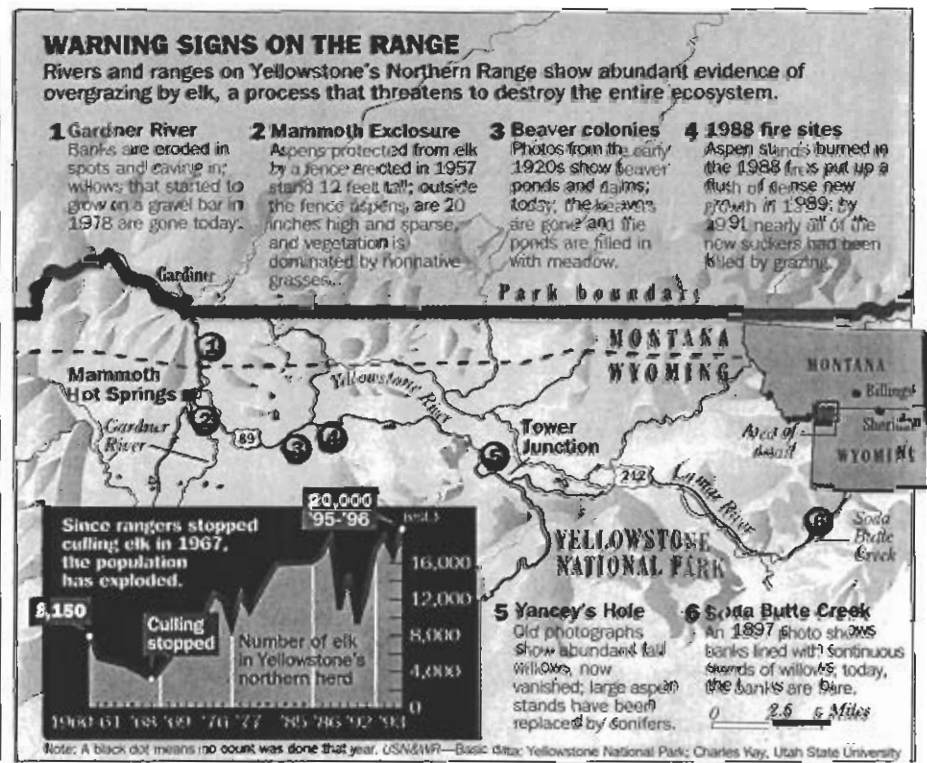 WARNING SIGNS ON THE RANGE
Rivers and ranges on Yellowstone's Northern Range show abundant evidence of
overgrazing by elk, a process that threatens to destroy the entire ecosystem.
1 Gardner River
Banks are eroded in
spots and caving in;
willows that started to
grow on a gravel bar in
1978 are gone today.
2 Mammoth Exclosure
Aspens protected from elk
by a fence erected in 1957
stand 12 feet tall; outside
the fence aspens, are 20
inches high and sparse,
and vegetation is
dominated by nonnative
grasses.
3 Beaver colonies
Photos from the early
1920s show beaver
ponds and dams;
today, the beavers
are gone and the
ponds are filled in
with meadow.
4 1988 fire sites
Aspen stands burned in
the 1988 fires put up a
flush of dense new
growth in 1989; by
1991 nearly all of the
new suckers had been
killed by grazing.
Gardiner
Park boundary
1
MONTANA
WYOMING
Mammoth
Hot Springs
Yellowstone River
2
Gardner
River
89
3
4
Tower
Junction
5
212
Lamar River
MONTANA
Billings
Sheridan
Area of
detail
WYOMING
6
Soda
Butte
Creek
YELLOWSTONE
NATIONAL PARK
Since rangers stopped
culling elk in 1967,
the population
has exploded.
20,000
'95-'96
8,150
Culling
stopped
Number of elk
in Yellowstone's
northern herd
16,000
12,000
8,000
4,000
0
1960-61 '68-'69 '76-'77 '85-'86 '92-'93
5 Yancey's Hole
Old photographs
show abundant tall
willows, now
vanished; large aspen
stands have been
replaced by conifers.
6 Soda Butte Creek
An 1897 photo shows
banks lined with continuous
stands of willows; today,
the banks are bare.
0 2.5 5 Miles
Note: A black dot means no count was done that year. USN&WR—Basic data: Yellowstone National Park; Charles Kay, Utah State University